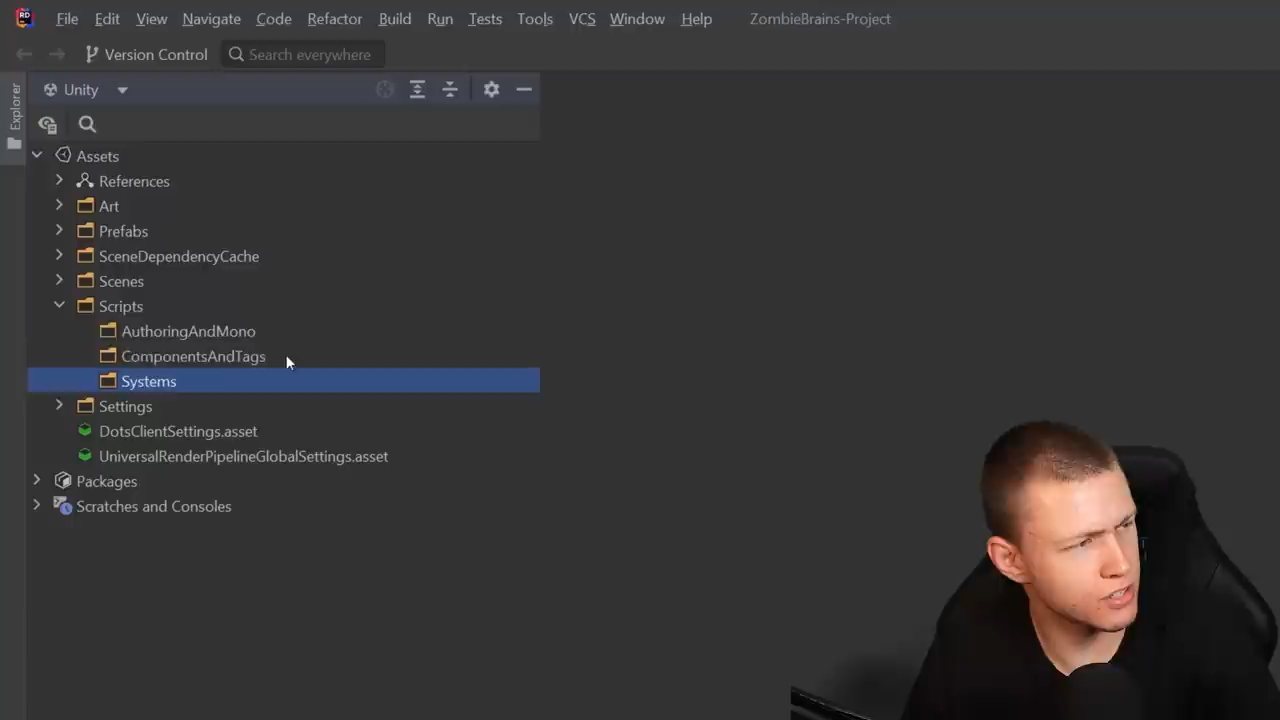 RD File Edit View Navigate Code Refactor Build Run Tests Tools VCS Window Help ZombieBrains-Project
Version Control Search everywhere
Explorer
Unity
Assets
References
Art
Prefabs
SceneDependencyCache
Scenes
Scripts
AuthoringAndMono
ComponentsAndTags
Systems
Settings
DotsClientSettings.asset
UniversalRenderPipelineGlobalSettings.asset
Packages
Scratches and Consoles